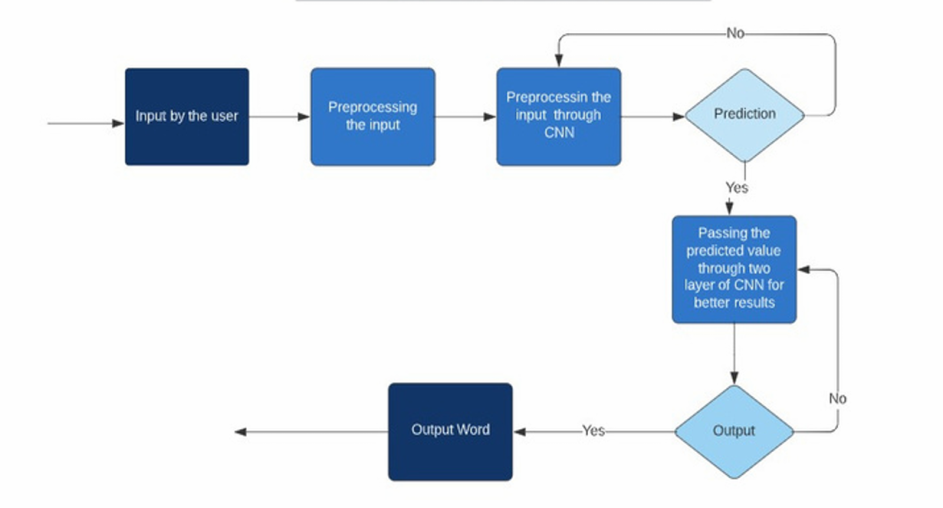 No
Input by the user
Preprocessing
the input
Preprocessin the
input through
CNN
Prediction
Yes
Passing the
predicted value
through two
layer of CNN for
better results
No
Output Word
Yes
Output